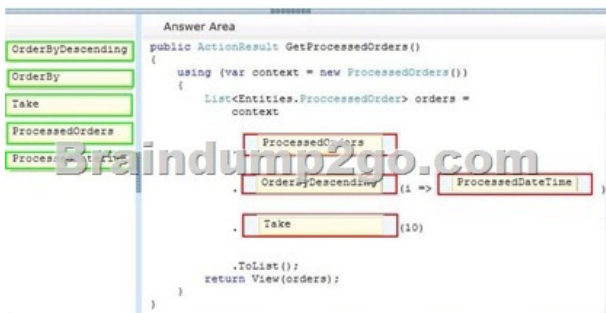 Answer Area
OrderByDescending
OrderBy
Take
ProcessedOrders
public ActionResult GetProcessedOrders()
{
using (var context = new ProcessedOrders())
{
List<Entities.ProccessedOrder> orders =
context
ProcessedOrders
. OrderByDescending (i => ProcessedDateTime )
. Take (10)
.ToList();
return View(orders);
}
}
Braindump2go.com